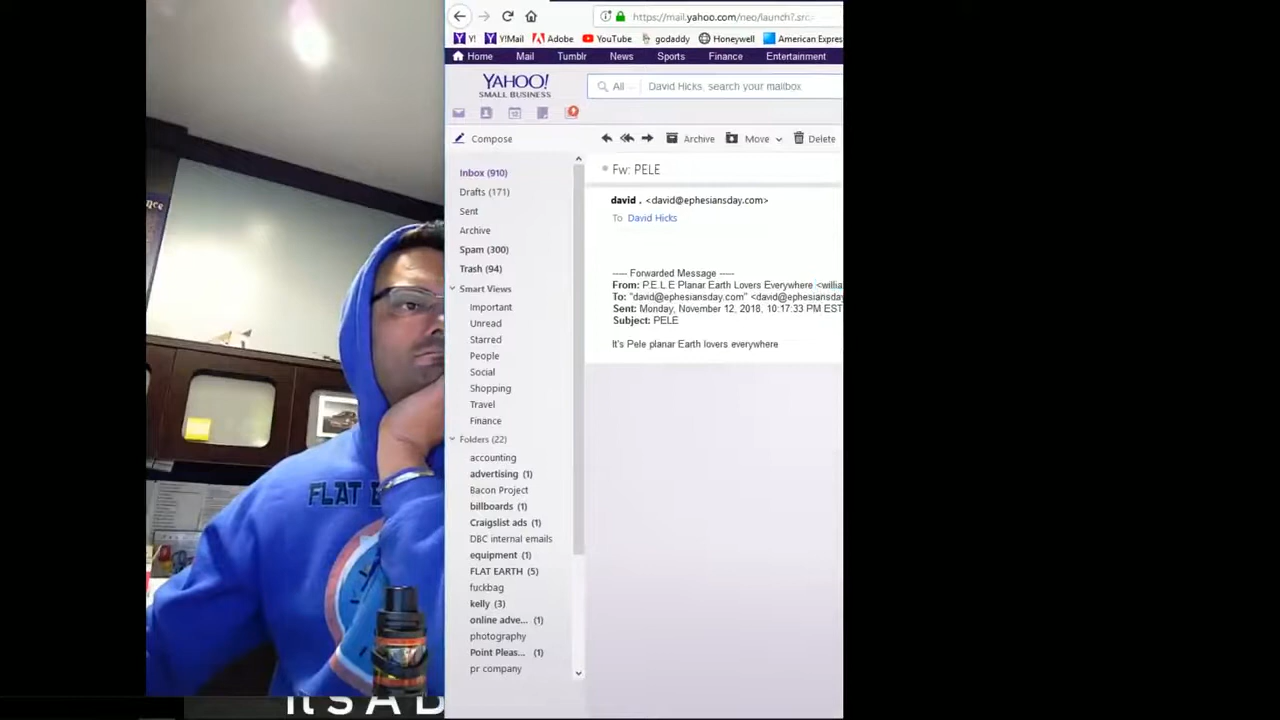 https://mail.yahoo.com/neo/launch?.src
Y! Y!Mail Adobe YouTube godaddy Honeywell American Expres
Home Mail Tumblr News Sports Finance Entertainment
YAHOO!
SMALL BUSINESS
All David Hicks, search your mailbox
Compose
Archive Move Delete
Inbox (910)
Drafts (171)
Sent
Archive
Spam (300)
Trash (94)
Smart Views
Important
Unread
Starred
People
Social
Shopping
Travel
Finance
Folders (22)
accounting
advertising (1)
Bacon Project
billboards (1)
Craigslist ads (1)
DBC internal emails
equipment (1)
FLAT EARTH (5)
fuckbag
kelly (3)
online adve... (1)
photography
Point Pleas... (1)
pr company
Fw: PELE
david . <david@ephesiansday.com>
To David Hicks
----- Forwarded Message -----
From: P.E.L.E Planar Earth Lovers Everywhere <willia
To: "david@ephesiansday.com" <david@ephesiansday
Sent: Monday, November 12, 2018, 10:17:33 PM EST
Subject: PELE
It's Pele planar Earth lovers everywhere
FLAT E